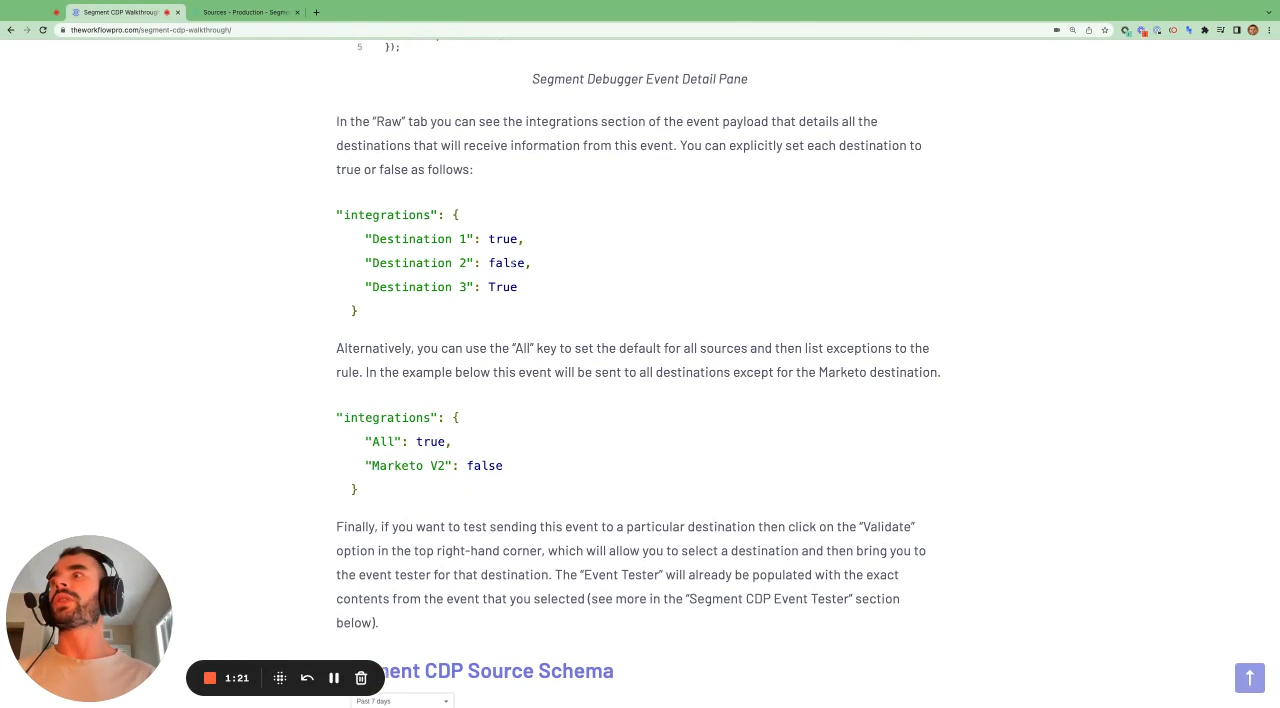 Segment CDP Walkthrough
Sources - Production - Segme
theworkflowpro.com/segment-cdp-walkthrough/
5 });
Segment Debugger Event Detail Pane
In the “Raw” tab you can see the integrations section of the event payload that details all the
destinations that will receive information from this event. You can explicitly set each destination to
true or false as follows:
"integrations": {
"Destination 1": true,
"Destination 2": false,
"Destination 3": True
}
Alternatively, you can use the “All” key to set the default for all sources and then list exceptions to the
rule. In the example below this event will be sent to all destinations except for the Marketo destination.
"integrations": {
"All": true,
"Marketo V2": false
}
Finally, if you want to test sending this event to a particular destination then click on the “Validate”
option in the top right-hand corner, which will allow you to select a destination and then bring you to
the event tester for that destination. The “Event Tester” will already be populated with the exact
contents from the event that you selected (see more in the “Segment CDP Event Tester” section
below).
ment CDP Source Schema
1:21
Past 7 days